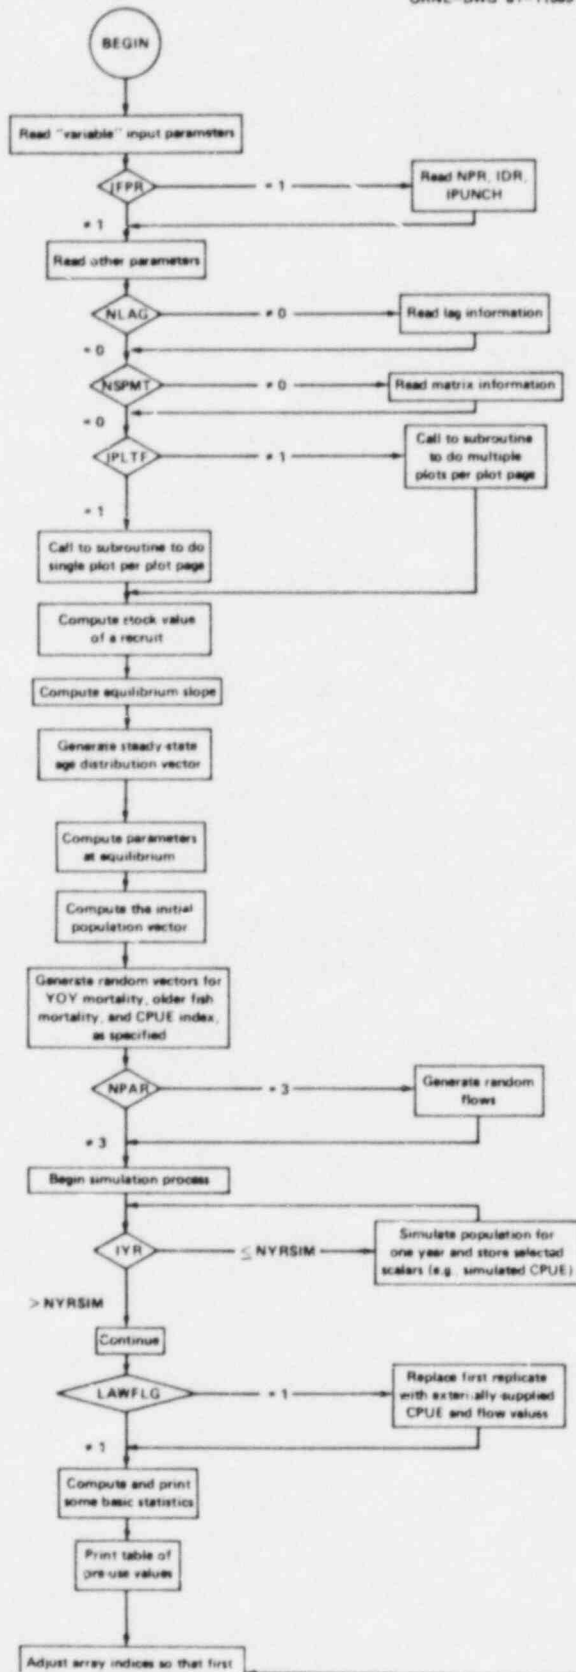 BEGIN
Read "variable" input parameters
IFPR
= 1
Read NPR, IDR,
IPUNCH
≠ 1
Read other parameters
NLAG
≠ 0
Read lag information
= 0
NSPMT
≠ 0
Read matrix information
= 0
IPLTF
≠ 1
Call to subroutine
to do multiple
plots per plot page
= 1
Call to subroutine to do
single plot per plot page
Compute stock value
of a recruit
Compute equilibrium slope
Generate steady-state
age distribution vector
Compute parameters
at equilibrium
Compute the initial
population vector
Generate random vectors for
YOY mortality, older fish
mortality, and CPUE index,
as specified
NPAR
= 3
Generate random
flows
≠ 3
Begin simulation process
IYR
≤ NYRSIM
Simulate population for
one year and store selected
scalars (e.g., simulated CPUE)
> NYRSIM
Continue
LAWFLG
= 1
Replace first replicate
with externally-supplied
CPUE and flow values
≠ 1
Compute and print
some basic statistics
Print table of
pre-use values
Adjust array indices so that first